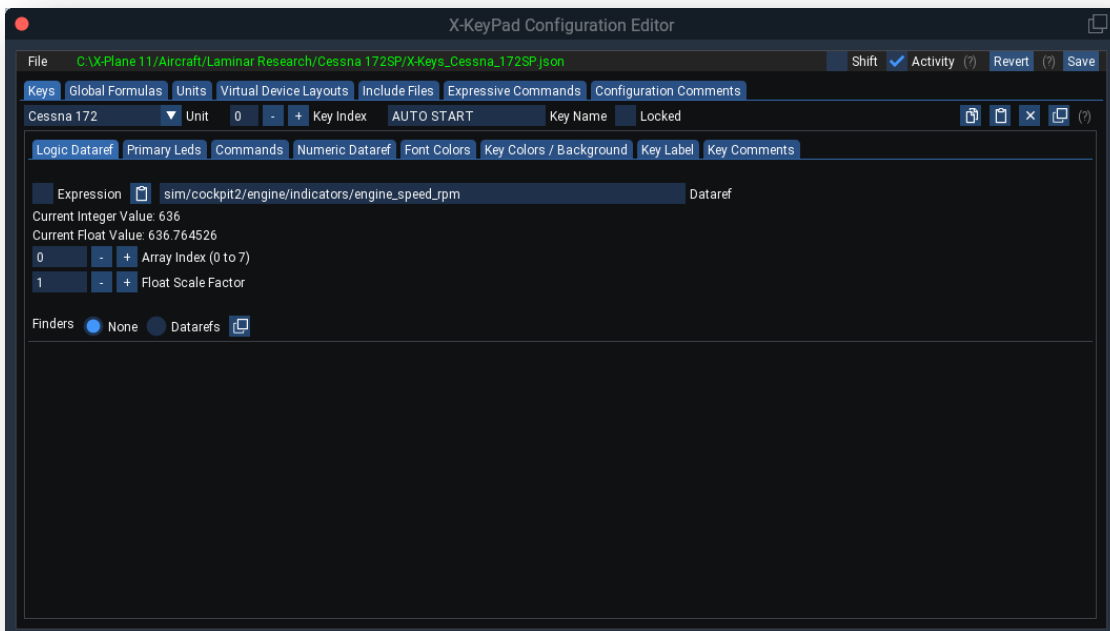 X-KeyPad Configuration Editor
File C:\X-Plane 11/Aircraft/Laminar Research/Cessna 172SP/X-Keys_Cessna_172SP.json Shift Activity (?) Revert (?) Save
Keys Global Formulas Units Virtual Device Layouts Include Files Expressive Commands Configuration Comments
Cessna 172 Unit 0 - + Key Index AUTO START Key Name Locked (?)
Logic Dataref Primary Leds Commands Numeric Dataref Font Colors Key Colors / Background Key Label Key Comments
Expression sim/cockpit2/engine/indicators/engine_speed_rpm Dataref
Current Integer Value: 636
Current Float Value: 636.764526
0 - + Array Index (0 to 7)
1 - + Float Scale Factor
Finders None Datarefs